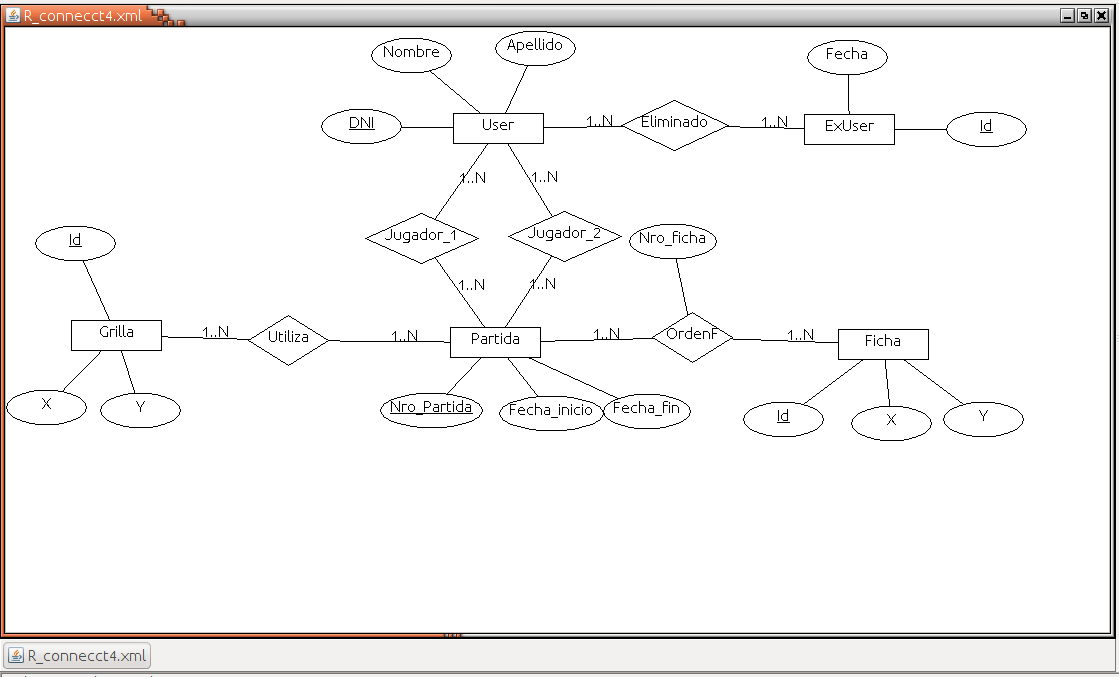 R_connecct4.xml
Nombre
Apellido
Fecha
DNI
User
1..N
Eliminado
1..N
ExUser
Id
1..N
1..N
Jugador_1
Jugador_2
Nro_ficha
Id
1..N
1..N
Grilla
1..N
Utiliza
1..N
Partida
1..N
OrdenF
1..N
Ficha
X
Y
Nro_Partida
Fecha_inicio
Fecha_fin
Id
X
Y
R_connecct4.xml